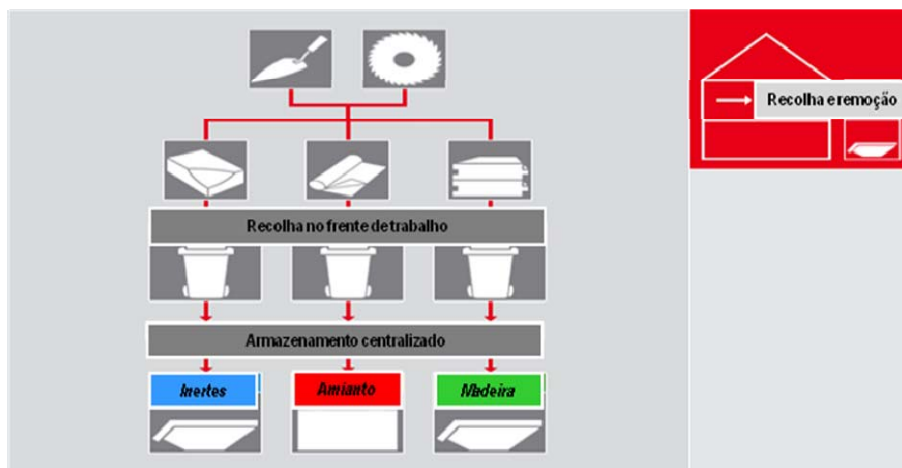 Recolha e remoção
Recolha no frente de trabalho
Armazenamento centralizado
Inertes
Amianto
Madeira